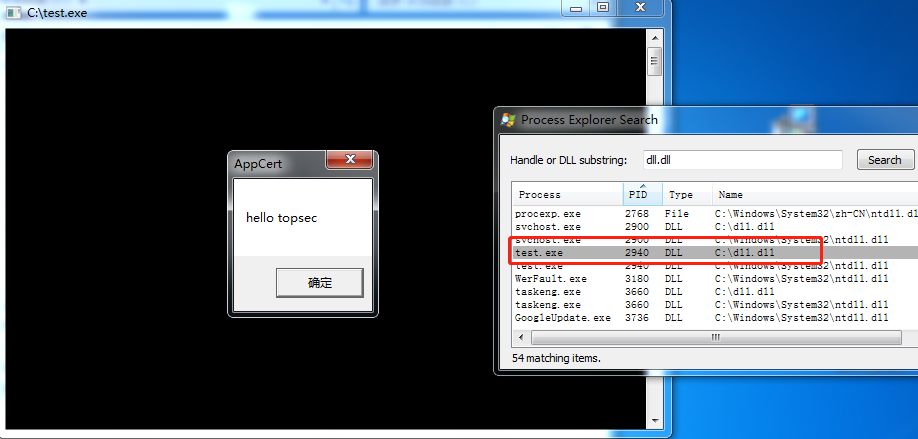 C:\test.exe
AppCert
hello topsec
确定
Process Explorer Search
Handle or DLL substring:
dll.dll
Search
Process PID Type Name
procexp.exe 2768 File C:\Windows\System32\zh-CN\ntdll.dl
svchost.exe 2900 DLL C:\dll.dll
svchost.exe 2900 DLL C:\Windows\System32\ntdll.dll
test.exe 2940 DLL C:\dll.dll
test.exe 2940 DLL C:\Windows\System32\ntdll.dll
WerFault.exe 3180 DLL C:\Windows\System32\ntdll.dll
taskeng.exe 3660 DLL C:\dll.dll
taskeng.exe 3660 DLL C:\Windows\System32\ntdll.dll
GoogleUpdate.exe 3736 DLL C:\Windows\System32\ntdll.dll
54 matching items.